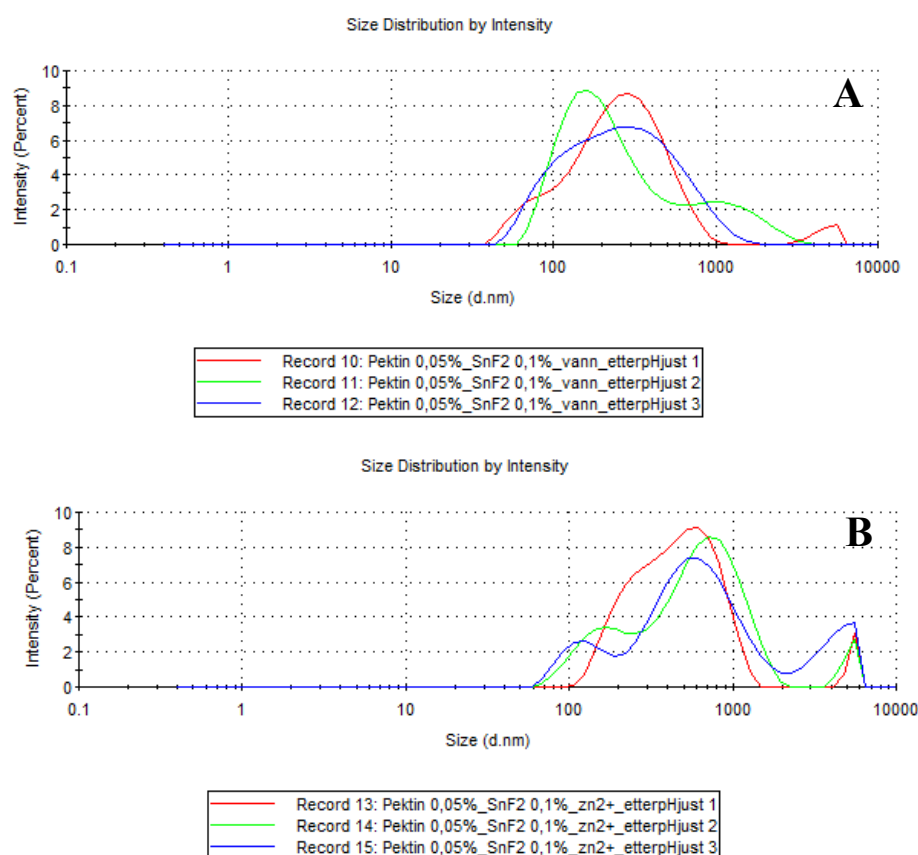 Size Distribution by Intensity
A
Intensity (Percent)
10
8
6
4
2
0
0.1 1 10 100 1000 10000
Size (d.nm)
Record 10: Pektin 0,05%_SnF2 0,1%_vann_etterpHjust 1
Record 11: Pektin 0,05%_SnF2 0,1%_vann_etterpHjust 2
Record 12: Pektin 0,05%_SnF2 0,1%_vann_etterpHjust 3
Size Distribution by Intensity
B
Intensity (Percent)
10
8
6
4
2
0
0.1 1 10 100 1000 10000
Size (d.nm)
Record 13: Pektin 0,05%_SnF2 0,1%_zn2+_etterpHjust 1
Record 14: Pektin 0,05%_SnF2 0,1%_zn2+_etterpHjust 2
Record 15: Pektin 0,05%_SnF2 0,1%_zn2+_etterpHjust 3